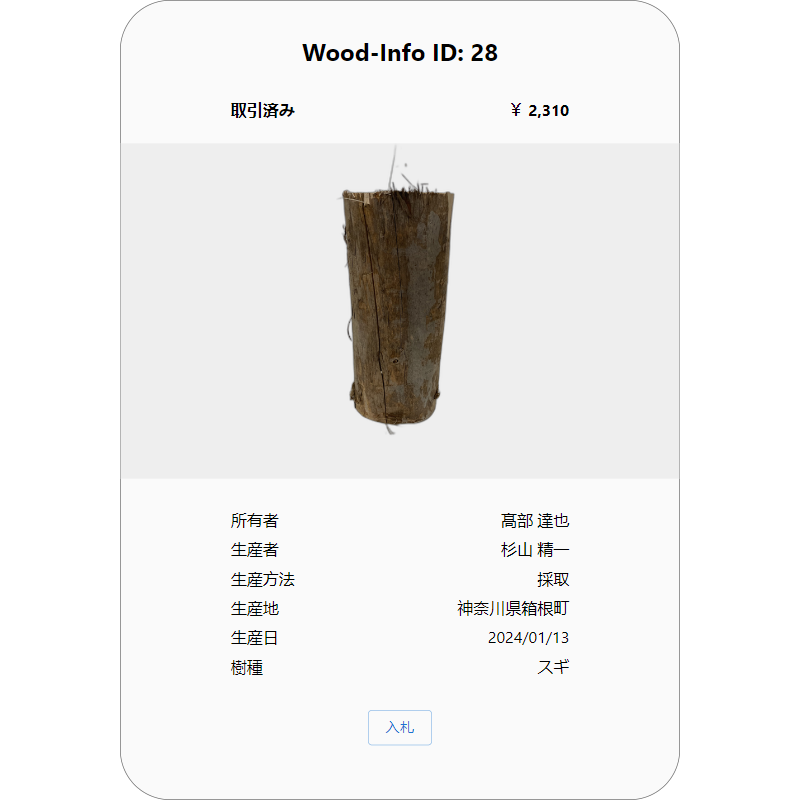 Wood-Info ID: 28
取引済み ￥ 2,310
所有者 髙部 達也
生産者 杉山 精一
生産方法 採取
生産地 神奈川県箱根町
生産日 2024/01/13
樹種 スギ
入札